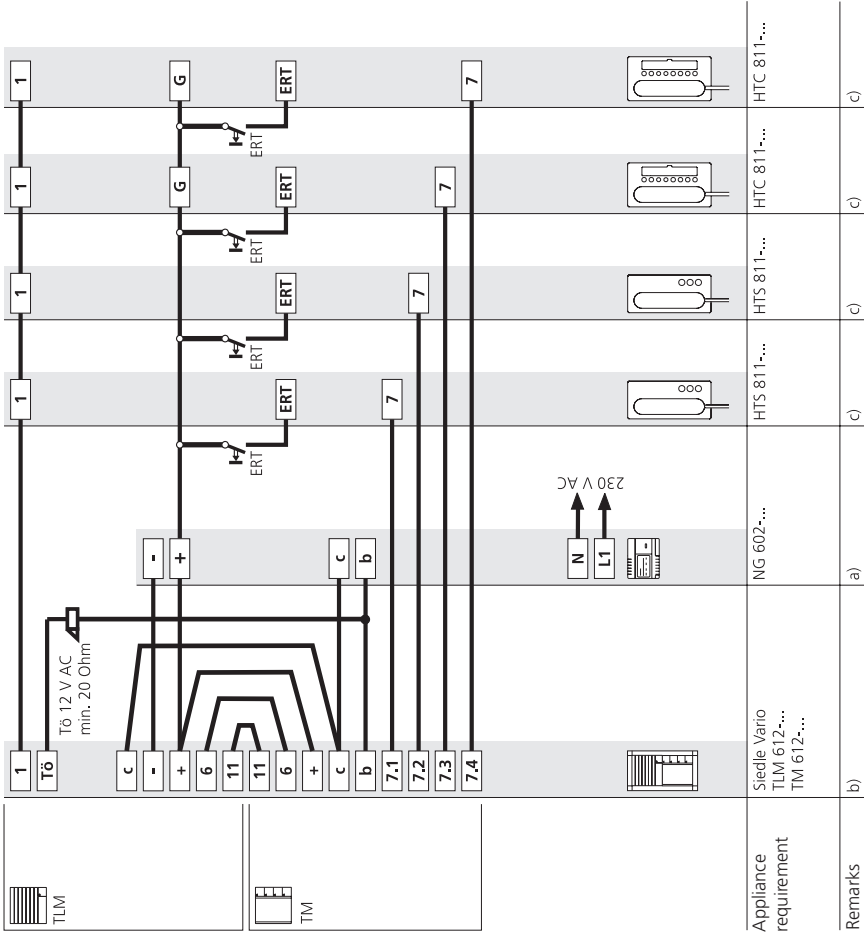 1 1 1 1 1
Tö
TLM
Tö 12 V AC
min. 20 Ohm
c
- -
+ + G G
6
11
ERT ERT ERT ERT
11
6 ERT ERT ERT ERT
TM
+
c c
b b
7.1 7
7.2 7
7.3 7
7.4 7
N
L1
230 V AC
Appliance
requirement
Siedle Vario
TLM 612-...
TM 612-...
NG 602-...
HTS 811-...
HTS 811-...
HTC 811-...
HTC 811-...
Remarks
b)
a)
c)
c)
c)
c)